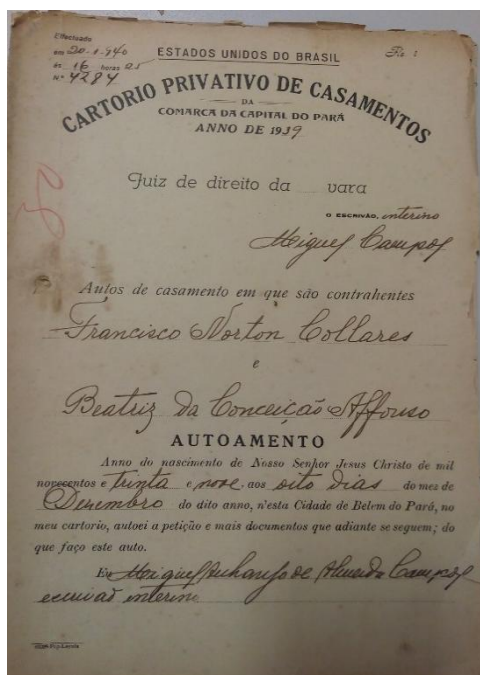 Effectuado
em 20-1-940
ás 16 horas 25
Nº 4284
ESTADOS UNIDOS DO BRASIL
Fls. 1
CARTORIO PRIVATIVO DE CASAMENTOS
DA
COMARCA DA CAPITAL DO PARÁ
ANNO DE 1939
Juiz de direito da vara
O ESCRIVÃO, interino
Miguel Campos
Autos de casamento em que são contrahentes
Francisco Norton Collares
e
Beatriz da Conceição Affonso
AUTOAMENTO
Anno do nascimento de Nosso Senhor Jesus Christo de mil
novecentos e trinta e nove aos oito dias do mez de
Dezembro do dito anno, n'esta Cidade de Belem do Pará, no
meu cartorio, autoei a petição e mais documentos que adiante se seguem; do
que faço este auto.
Eu Miguel Archanjo de Almeida Campos
escrivão interino